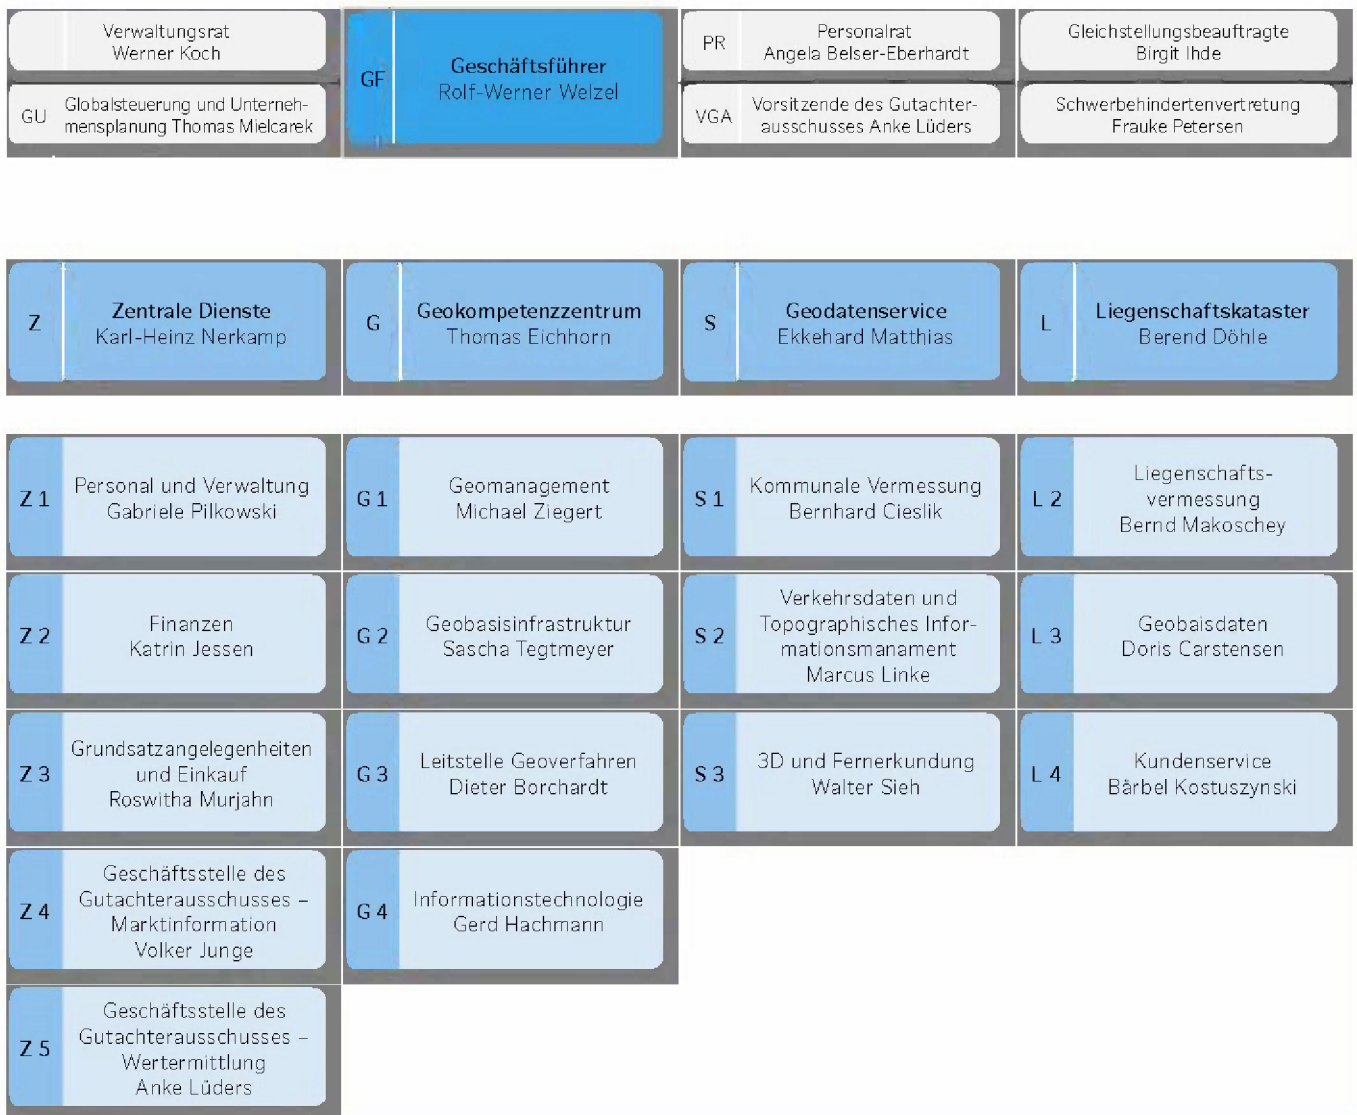 Verwaltungsrat
Werner Koch
GU
Globalsteuerung und Unterneh-
mensplanung Thomas Mielcarek
GF
Geschäftsführer
Rolf-Werner Welzel
PR
Personalrat
Angela Belser-Eberhardt
VGA
Vorsitzende des Gutachter-
ausschusses Anke Lüders
Gleichstellungsbeauftragte
Birgit Ihde
Schwerbehindertenvertretung
Frauke Petersen
Z
Zentrale Dienste
Karl-Heinz Nerkamp
G
Geokompetenzzentrum
Thomas Eichhorn
S
Geodatenservice
Ekkehard Matthias
L
Liegenschaftskataster
Berend Döhle
Z 1
Personal und Verwaltung
Gabriele Pilkowski
G 1
Geomanagement
Michael Ziegert
S 1
Kommunale Vermessung
Bernhard Cieslik
L 2
Liegenschafts-
vermessung
Bernd Makoschey
Z 2
Finanzen
Katrin Jessen
G 2
Geobasisinfrastruktur
Sascha Tegtmeyer
S 2
Verkehrsdaten und
Topographisches Infor-
mationsmanament
Marcus Linke
L 3
Geobaisdaten
Doris Carstensen
Z 3
Grundsatzangelegenheiten
und Einkauf
Roswitha Murjahn
G 3
Leitstelle Geoverfahren
Dieter Borchardt
S 3
3D und Fernerkundung
Walter Sieh
L 4
Kundenservice
Bärbel Kostuszynski
Z 4
Geschäftsstelle des
Gutachterausschusses –
Marktinformation
Volker Junge
G 4
Informationstechnologie
Gerd Hachmann
Z 5
Geschäftsstelle des
Gutachterausschusses –
Wertermittlung
Anke Lüders